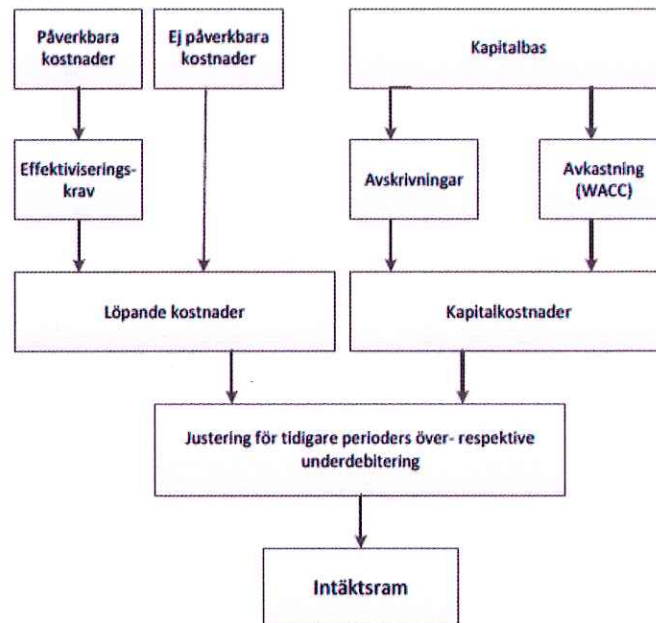 Påverkbara
kostnader
Ej påverkbara
kostnader
Kapitalbas
Effektiviserings-
krav
Avskrivningar
Avkastning
(WACC)
Löpande kostnader
Kapitalkostnader
Justering för tidigare perioders över- respektive
underdebitering
Intäktsram